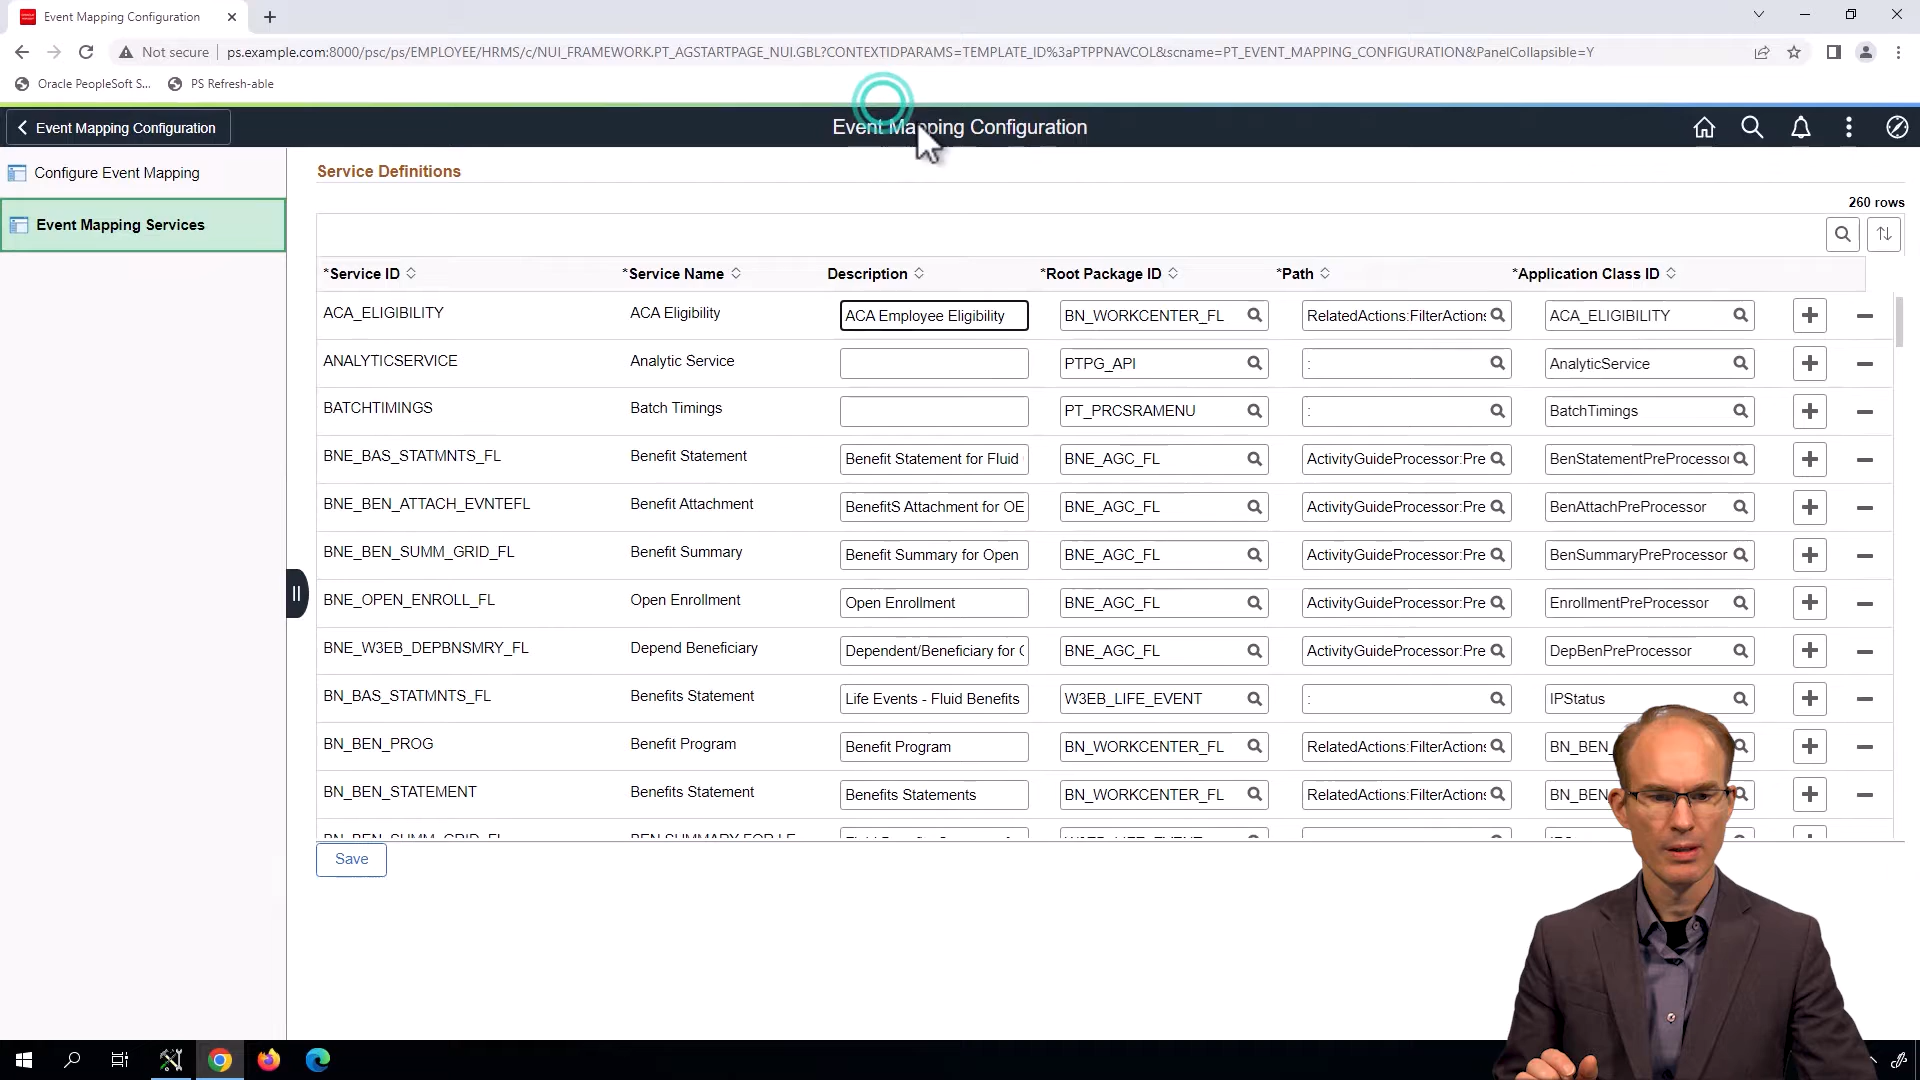 Event Mapping Configuration
Not secure
ps.example.com:8000/psc/ps/EMPLOYEE/HRMS/c/NUI_FRAMEWORK.PT_AGSTARTPAGE_NUI.GBL?CONTEXTIDPARAMS=TEMPLATE_ID%3aPTPPNAVCOL&scname=PT_EVENT_MAPPING_CONFIGURATION&PanelCollapsible=Y
Oracle PeopleSoft S... PS Refresh-able
Event Mapping Configuration
Event Mapping Configuration
Configure Event Mapping
Event Mapping Services
Service Definitions
260 rows
*Service ID *Service Name Description *Root Package ID *Path *Application Class ID
ACA_ELIGIBILITY ACA Eligibility ACA Employee Eligibility BN_WORKCENTER_FL RelatedActions:FilterActions ACA_ELIGIBILITY
ANALYTICSERVICE Analytic Service PTPG_API : AnalyticService
BATCHTIMINGS Batch Timings PT_PRCSRAMENU : BatchTimings
BNE_BAS_STATMNTS_FL Benefit Statement Benefit Statement for Fluid BNE_AGC_FL ActivityGuideProcessor:Pre BenStatementPreProcessor
BNE_BEN_ATTACH_EVNTEFL Benefit Attachment BenefitS Attachment for OE BNE_AGC_FL ActivityGuideProcessor:Pre BenAttachPreProcessor
BNE_BEN_SUMM_GRID_FL Benefit Summary Benefit Summary for Open BNE_AGC_FL ActivityGuideProcessor:Pre BenSummaryPreProcessor
BNE_OPEN_ENROLL_FL Open Enrollment Open Enrollment BNE_AGC_FL ActivityGuideProcessor:Pre EnrollmentPreProcessor
BNE_W3EB_DEPBNSMRY_FL Depend Beneficiary Dependent/Beneficiary for BNE_AGC_FL ActivityGuideProcessor:Pre DepBenPreProcessor
BN_BAS_STATMNTS_FL Benefits Statement Life Events - Fluid Benefits W3EB_LIFE_EVENT : IPStatus
BN_BEN_PROG Benefit Program Benefit Program BN_WORKCENTER_FL RelatedActions:FilterActions BN_BEN_
BN_BEN_STATEMENT Benefits Statement Benefits Statements BN_WORKCENTER_FL RelatedActions:FilterActions BN_BEN_
Save